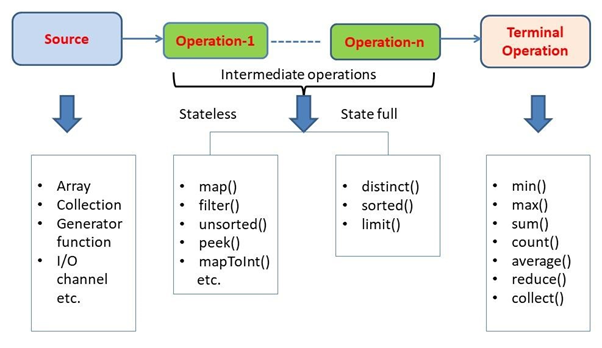 Source
Operation-1
Operation-n
Terminal
Operation
Intermediate operations
Stateless
State full
• Array
• Collection
• Generator
function
• I/O
channel
etc.
• map()
• filter()
• unsorted()
• peek()
• mapToInt()
etc.
• distinct()
• sorted()
• limit()
• min()
• max()
• sum()
• count()
• average()
• reduce()
• collect()